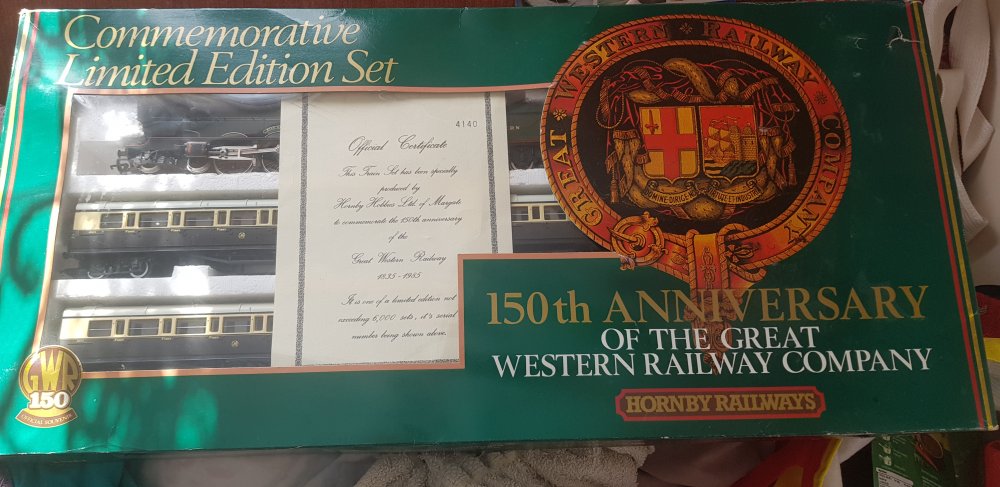 Commemorative
Limited Edition Set
4140
Official Certificate
This Train Set has been specially
produced by
Hornby Hobbies Ltd. of Margate
to commemorate the 150th anniversary
of the
Great Western Railway
1835-1985
It is one of a limited edition not
exceeding 6,000 sets, it's serial
number being shown above.
GREAT WESTERN RAILWAY COMPANY
150th ANNIVERSARY
OF THE GREAT
WESTERN RAILWAY COMPANY
HORNBY RAILWAYS
GWR
150
OFFICIAL SOUVENIR